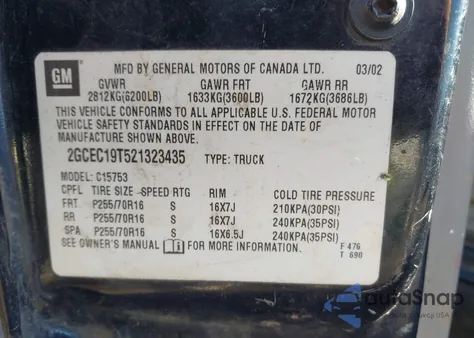 GM
MFD BY GENERAL MOTORS OF CANADA LTD. 03/02
GVWR GAWR FRT GAWR RR
2812KG(6200LB) 1633KG(3600LB) 1672KG(3686LB)
THIS VEHICLE CONFORMS TO ALL APPLICABLE U.S. FEDERAL MOTOR
VEHICLE SAFETY STANDARDS IN EFFECT ON THE DATE OF
MANUFACTURE SHOWN ABOVE.
2GCEC19T521323435 TYPE: TRUCK
MODEL: C15753
CPFL TIRE SIZE -SPEED RTG RIM COLD TIRE PRESSURE
FRT P255/70R16 S 16X7J 210KPA(30PSI)
RR P255/70R16 S 16X7J 240KPA(35PSI)
SPA P255/70R16 S 16X6.5J 240KPA(35PSI)
SEE OWNER'S MANUAL FOR MORE INFORMATION.
F 476
T 690
autoSnap